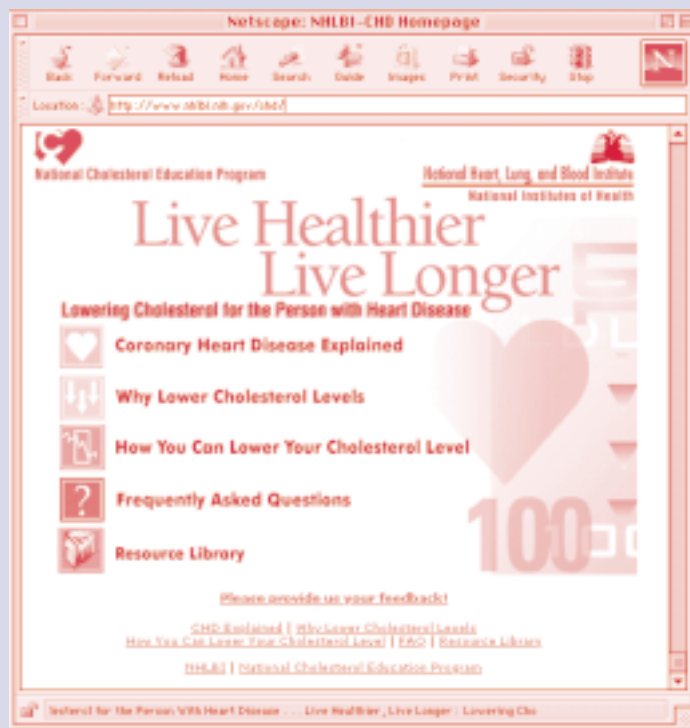 Netscape: NHLBI-CHD Homepage
Back Forward Reload Home Search Guide Images Print Security Stop
N
Location: http://www.nhlbi.nih.gov/chd/
National Cholesterol Education Program
National Heart, Lung, and Blood Institute
National Institutes of Health
Live Healthier
Live Longer
Lowering Cholesterol for the Person with Heart Disease
LDL
Coronary Heart Disease Explained
Why Lower Cholesterol Levels
How You Can Lower Your Cholesterol Level
? Frequently Asked Questions
100
100
Resource Library
Please provide us your feedback!
CHD Explained | Why Lower Cholesterol Levels
How You Can Lower Your Cholesterol Level | FAQ | Resource Library
NHLBI | National Cholesterol Education Program
lesterol for the Person With Heart Disease . . . Live Healthier, Live Longer : Lowering Cho